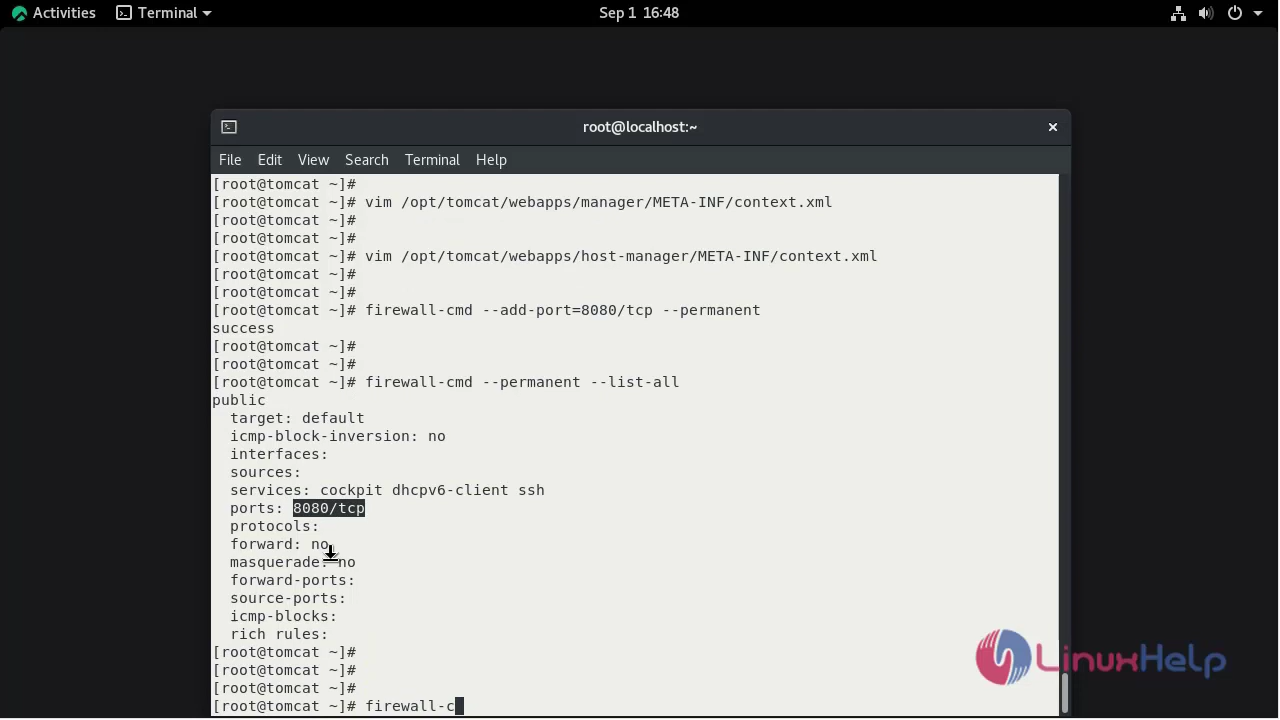 Activities Terminal Sep 1 16:48
root@localhost:~
File Edit View Search Terminal Help
[root@tomcat ~]#
[root@tomcat ~]# vim /opt/tomcat/webapps/manager/META-INF/context.xml
[root@tomcat ~]#
[root@tomcat ~]#
[root@tomcat ~]# vim /opt/tomcat/webapps/host-manager/META-INF/context.xml
[root@tomcat ~]#
[root@tomcat ~]#
[root@tomcat ~]# firewall-cmd --add-port=8080/tcp --permanent
success
[root@tomcat ~]#
[root@tomcat ~]#
[root@tomcat ~]# firewall-cmd --permanent --list-all
public
  target: default
  icmp-block-inversion: no
  interfaces:
  sources:
  services: cockpit dhcpv6-client ssh
  ports: 8080/tcp
  protocols:
  forward: no
  masquerade: no
  forward-ports:
  source-ports:
  icmp-blocks:
  rich rules:
[root@tomcat ~]#
[root@tomcat ~]#
[root@tomcat ~]#
[root@tomcat ~]# firewall-c
LinuxHelp